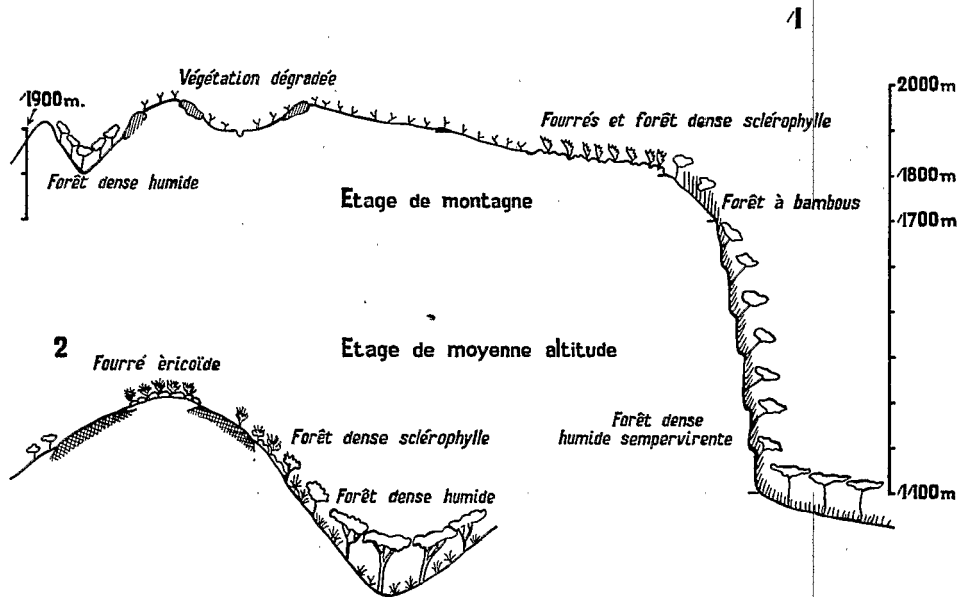 1
Végétation dégradée
1900m.
2000m
Fourrés et forêt dense sclérophylle
Forêt dense humide
1800m
Etage de montagne
Forêt à bambous
1700m
2
Etage de moyenne altitude
Fourré èricoïde
Forêt dense
humide sempervirente
Forêt dense sclérophylle
Forêt dense humide
1100m